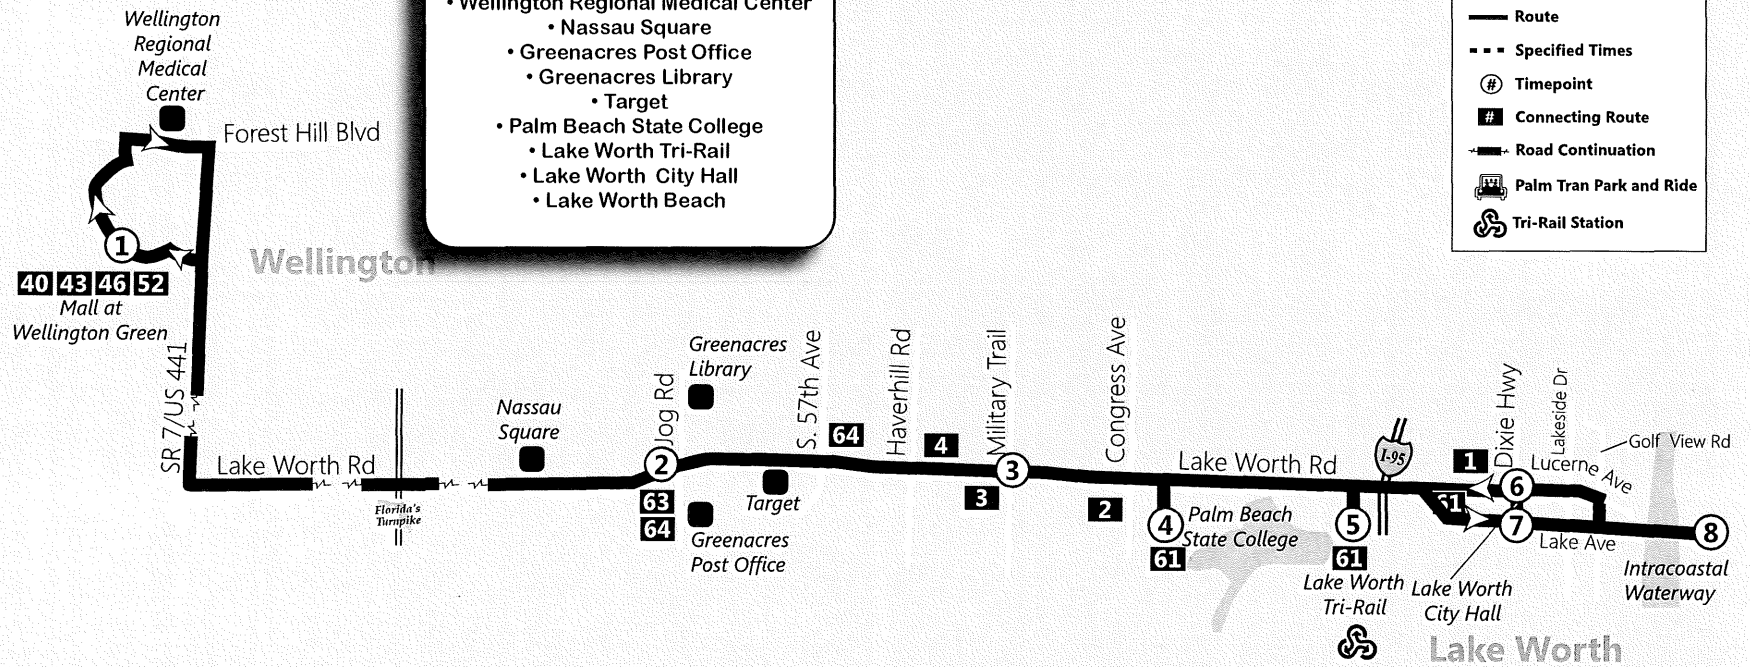 Wellington
Regional
Medical
Center
Forest Hill Blvd
1
40 43 46 52
Mall at
Wellington Green
Wellington
• Wellington Regional Medical Center
• Nassau Square
• Greenacres Post Office
• Greenacres Library
• Target
• Palm Beach State College
• Lake Worth Tri-Rail
• Lake Worth City Hall
• Lake Worth Beach
Route
Specified Times
# Timepoint
# Connecting Route
Road Continuation
Palm Tran Park and Ride
Tri-Rail Station
SR 7/US 441
Lake Worth Rd
Florida's
Turnpike
Nassau
Square
Jog Rd
2
63
64
Greenacres
Library
Greenacres
Post Office
Target
S. 57th Ave
64
Haverhill Rd
4
Military Trail
3
3
Congress Ave
2
Lake Worth Rd
4
61
Palm Beach
State College
5
61
Lake Worth
Tri-Rail
I-95
1
61
Dixie Hwy
6
7
Lakeside Dr
Lucerne Ave
Golf View Rd
Lake Ave
8
Lake Worth
City Hall
Intracoastal
Waterway
Lake Worth